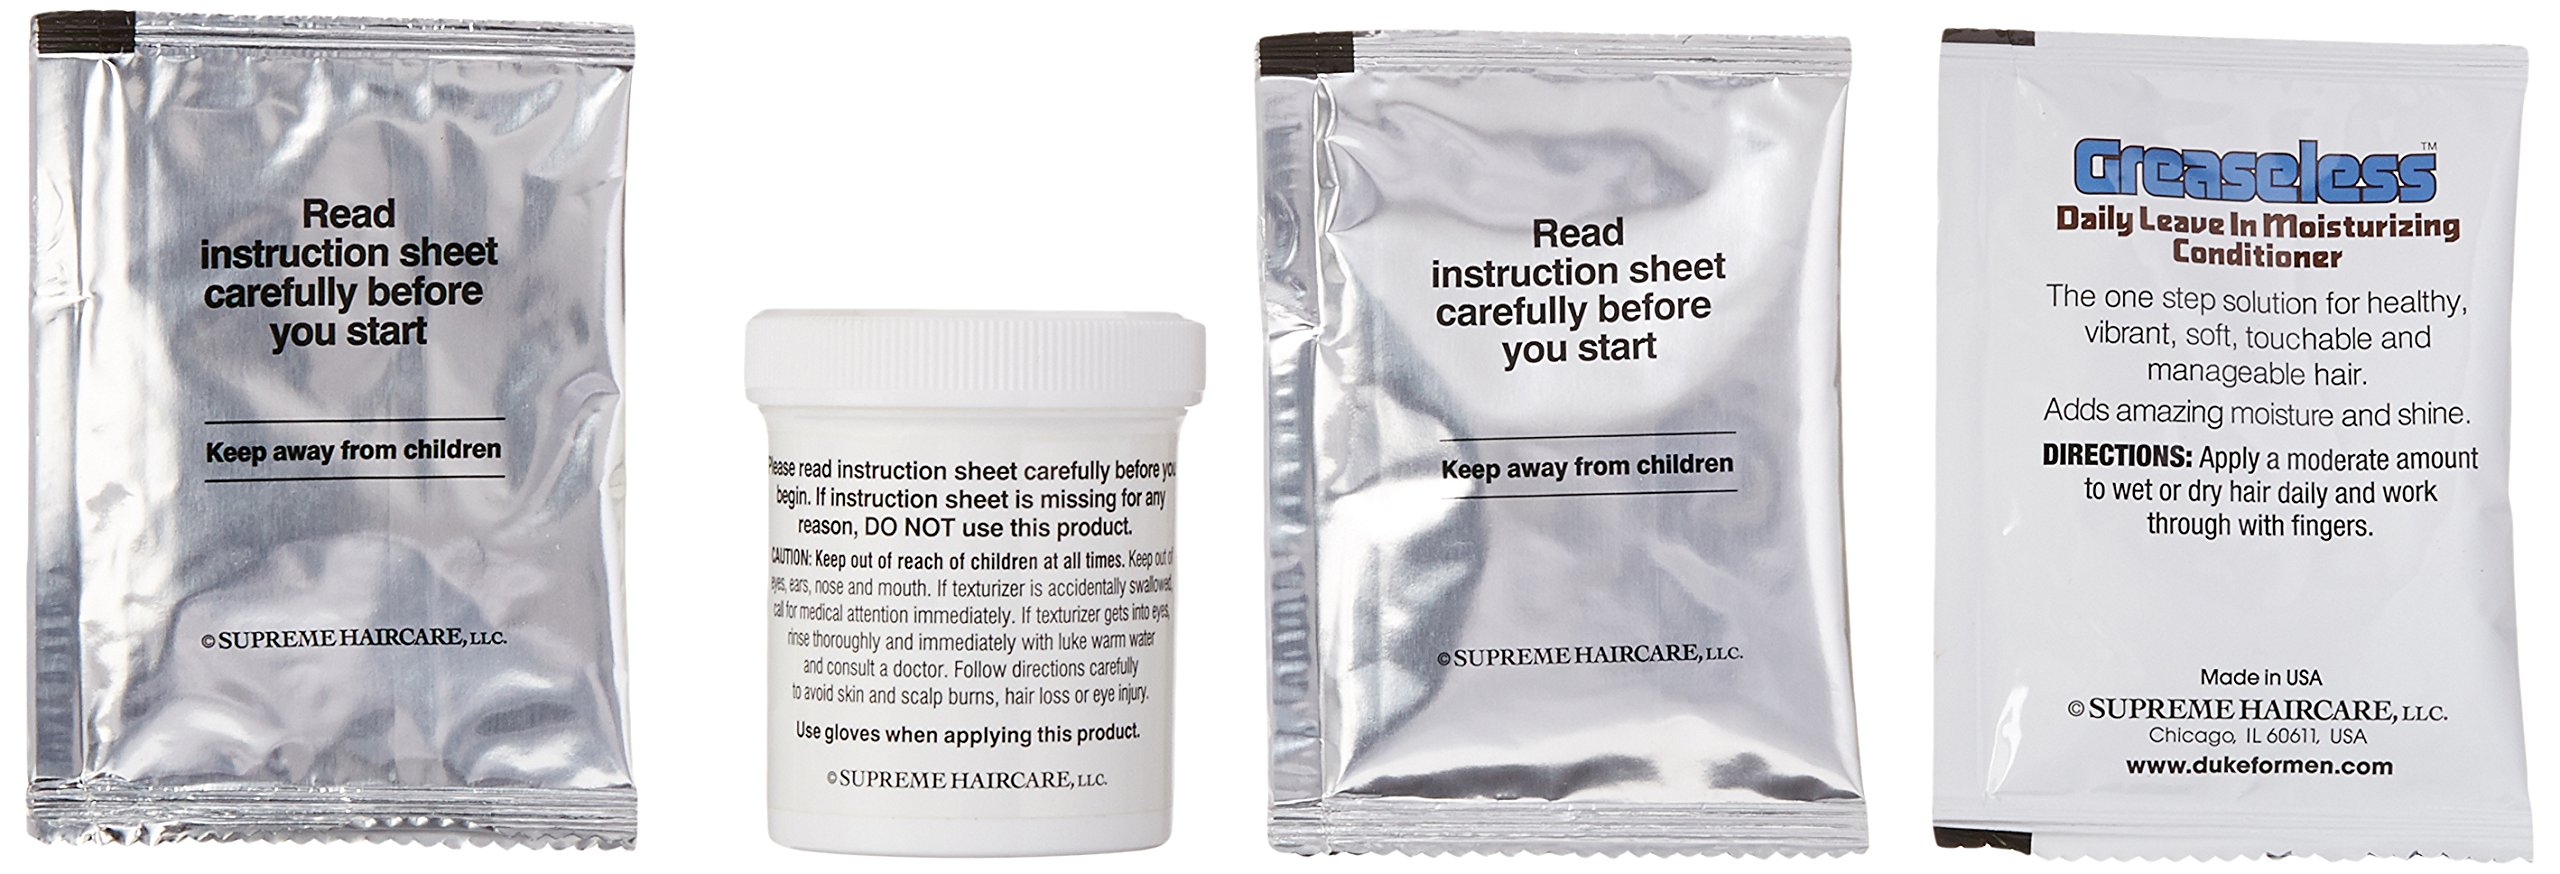 Read
instruction sheet
carefully before
you start
Keep away from children
© SUPREME HAIRCARE, LLC.
Please read instruction sheet carefully before you
begin. If instruction sheet is missing for any
reason, DO NOT use this product.
CAUTION: Keep out of reach of children at all times. Keep out of
eyes, ears, nose and mouth. If texturizer is accidentally swallowed,
call for medical attention immediately. If texturizer gets into eyes,
rinse thoroughly and immediately with luke warm water
and consult a doctor. Follow directions carefully
to avoid skin and scalp burns, hair loss or eye injury.
Use gloves when applying this product.
© SUPREME HAIRCARE, LLC.
Read
instruction sheet
carefully before
you start
Keep away from children
© SUPREME HAIRCARE, LLC.
Greaseless™
Daily Leave In Moisturizing
Conditioner
The one step solution for healthy,
vibrant, soft, touchable and
manageable hair.
Adds amazing moisture and shine.
DIRECTIONS: Apply a moderate amount
to wet or dry hair daily and work
through with fingers.
Made in USA
© SUPREME HAIRCARE, LLC.
Chicago, IL 60611, USA
www.dukeformen.com